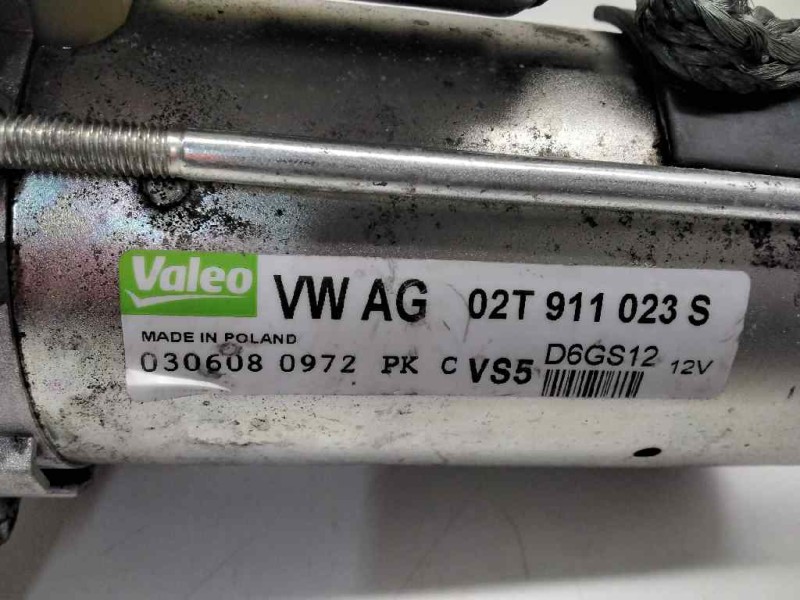 Valeo VW AG 02T 911 023 S
MADE IN POLAND
030608 0972 PK C VS5 D6GS12 12V